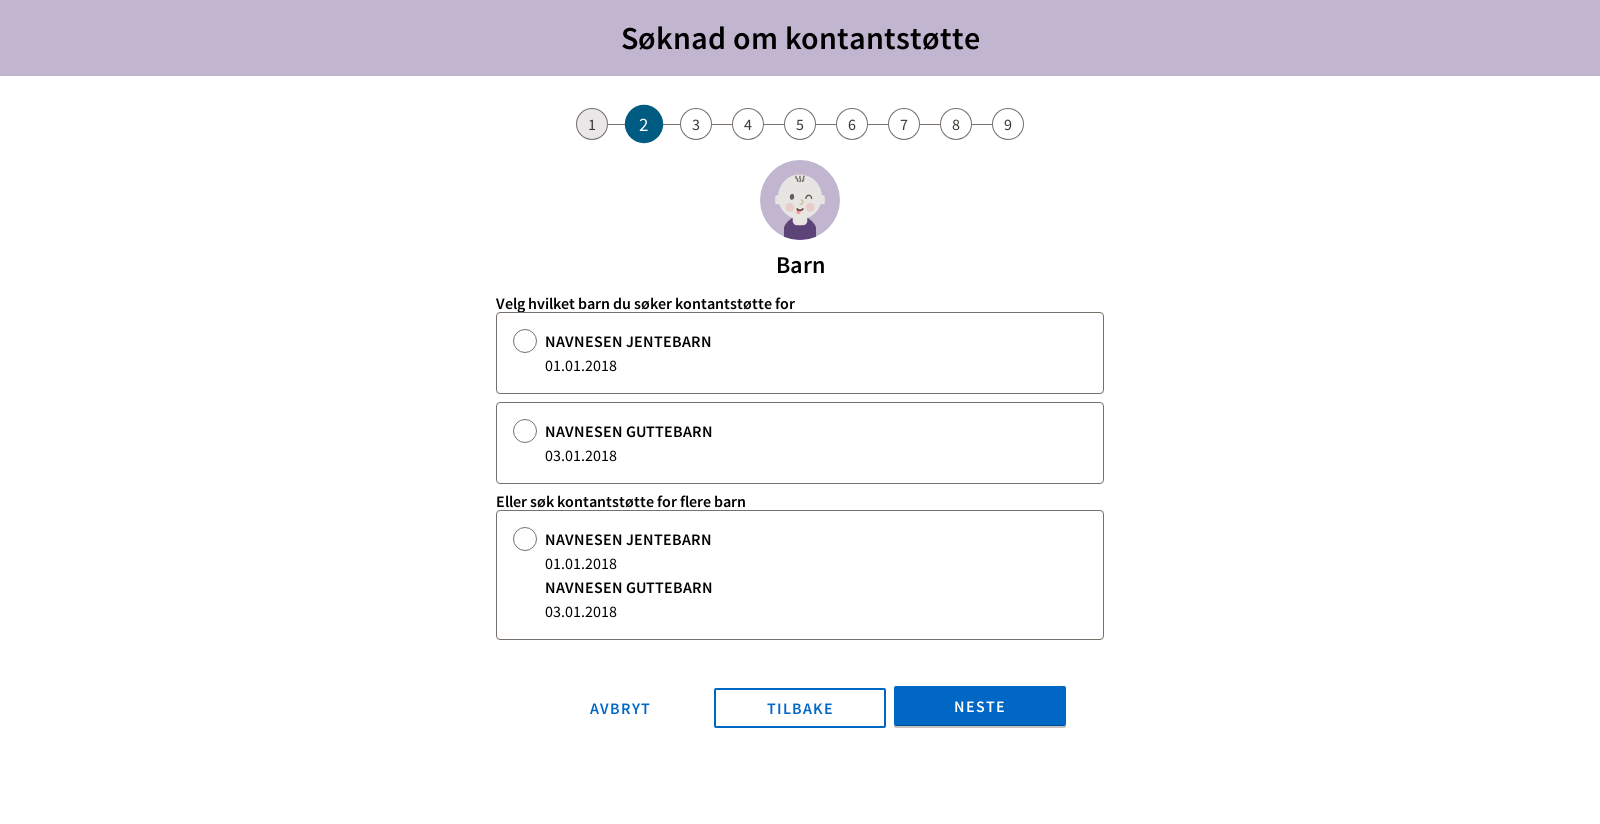 Søknad om kontantstøtte
1 2 3 4 5 6 7 8 9
Barn
Velg hvilket barn du søker kontantstøtte for
NAVNESEN JENTEBARN
01.01.2018
NAVNESEN GUTTEBARN
03.01.2018
Eller søk kontantstøtte for flere barn
NAVNESEN JENTEBARN
01.01.2018
NAVNESEN GUTTEBARN
03.01.2018
AVBRYT TILBAKE NESTE